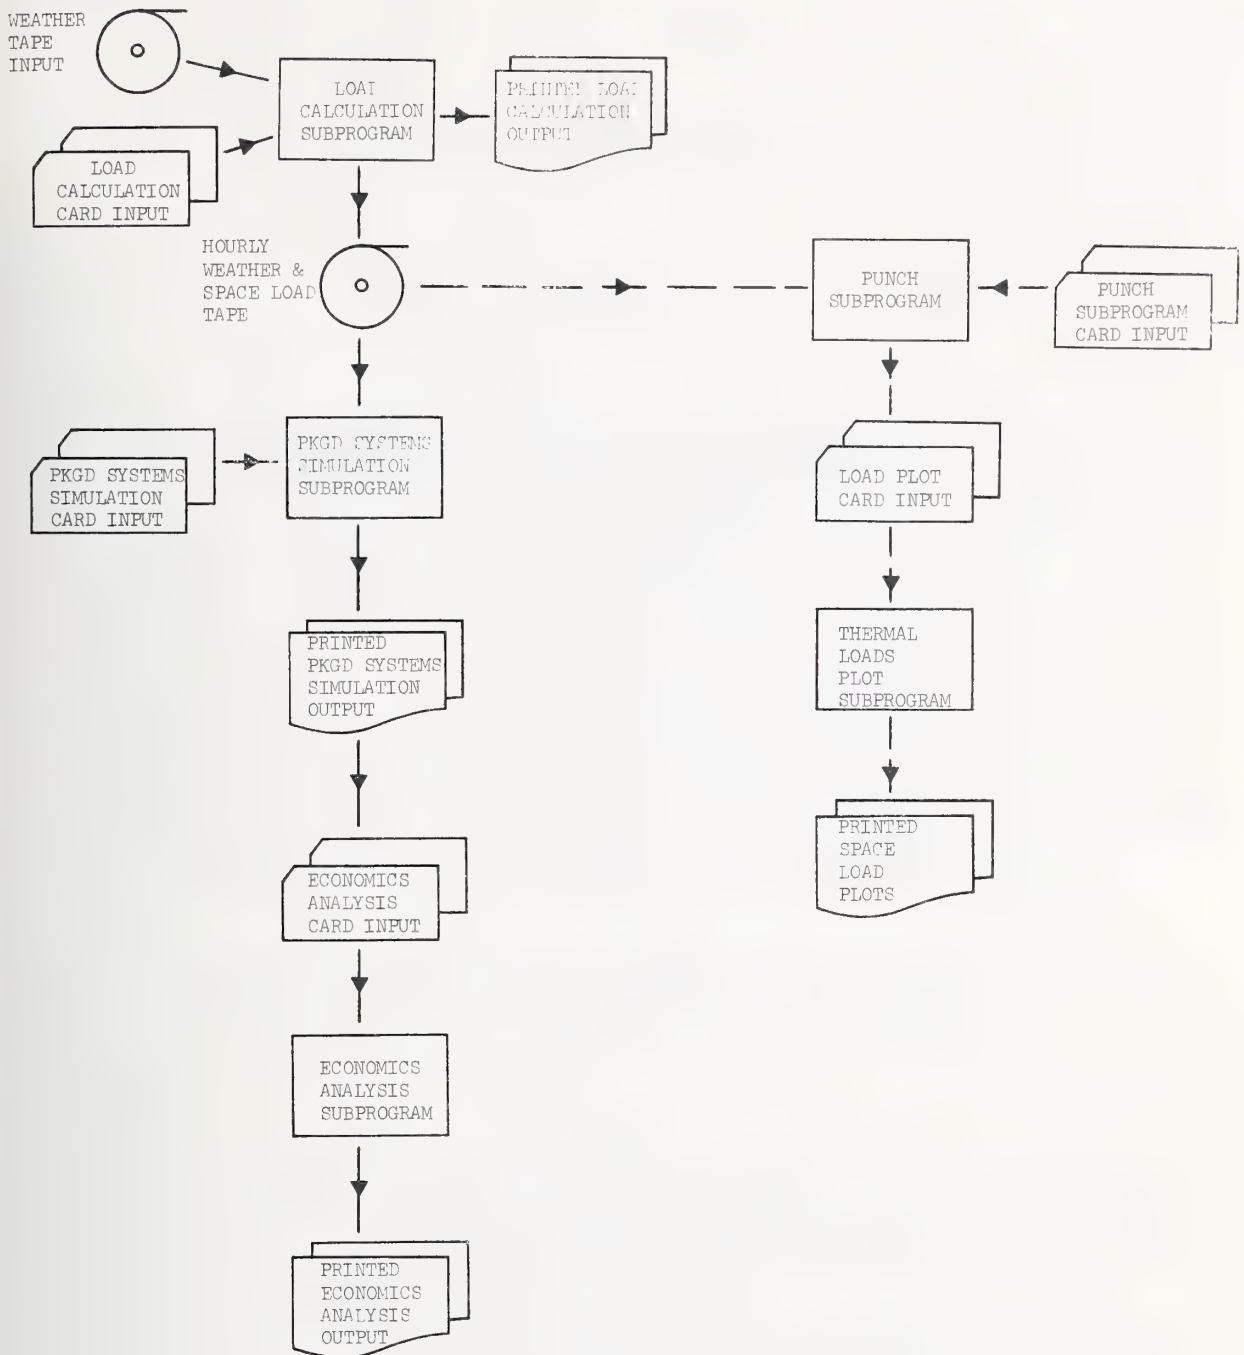 WEATHER
TAPE
INPUT
LOAD
CALCULATION
SUBPROGRAM
PRINTED LOAD
CALCULATION
OUTPUT
LOAD
CALCULATION
CARD INPUT
HOURLY
WEATHER &
SPACE LOAD
TAPE
PUNCH
SUBPROGRAM
PUNCH
SUBPROGRAM
CARD INPUT
PKGD SYSTEMS
SIMULATION
CARD INPUT
PKGD SYSTEMS
SIMULATION
SUBPROGRAM
LOAD PLOT
CARD INPUT
PRINTED
PKGD SYSTEMS
SIMULATION
OUTPUT
THERMAL
LOADS
PLOT
SUBPROGRAM
PRINTED
SPACE
LOAD
PLOTS
ECONOMICS
ANALYSIS
CARD INPUT
ECONOMICS
ANALYSIS
SUBPROGRAM
PRINTED
ECONOMICS
ANALYSIS
OUTPUT